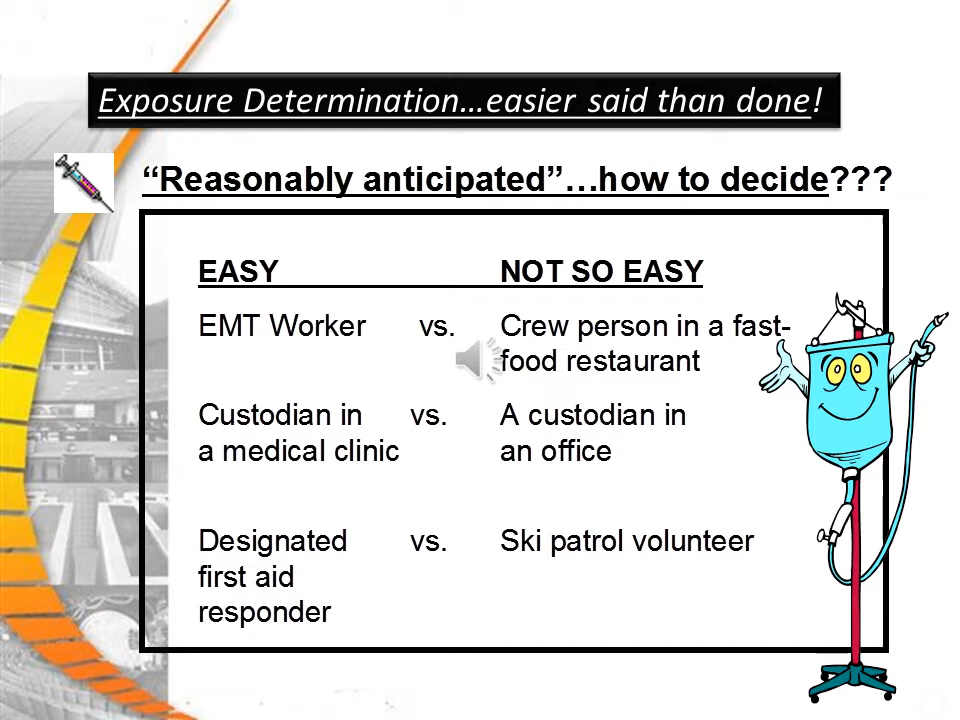 Exposure Determination…easier said than done!
“Reasonably anticipated”…how to decide???
EASY NOT SO EASY
EMT Worker vs. Crew person in a fast-
food restaurant
Custodian in vs. A custodian in
a medical clinic an office
Designated vs. Ski patrol volunteer
first aid
responder